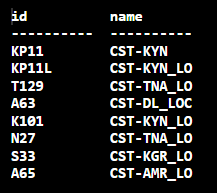 id          name
----------  ----------
KP11        CST-KYN
KP11L       CST-KYN_LO
T129        CST-TNA_LO
A63         CST-DL_LOC
K101        CST-KYN_LO
N27         CST-TNA_LO
S33         CST-KGR_LO
A65         CST-AMR_LO